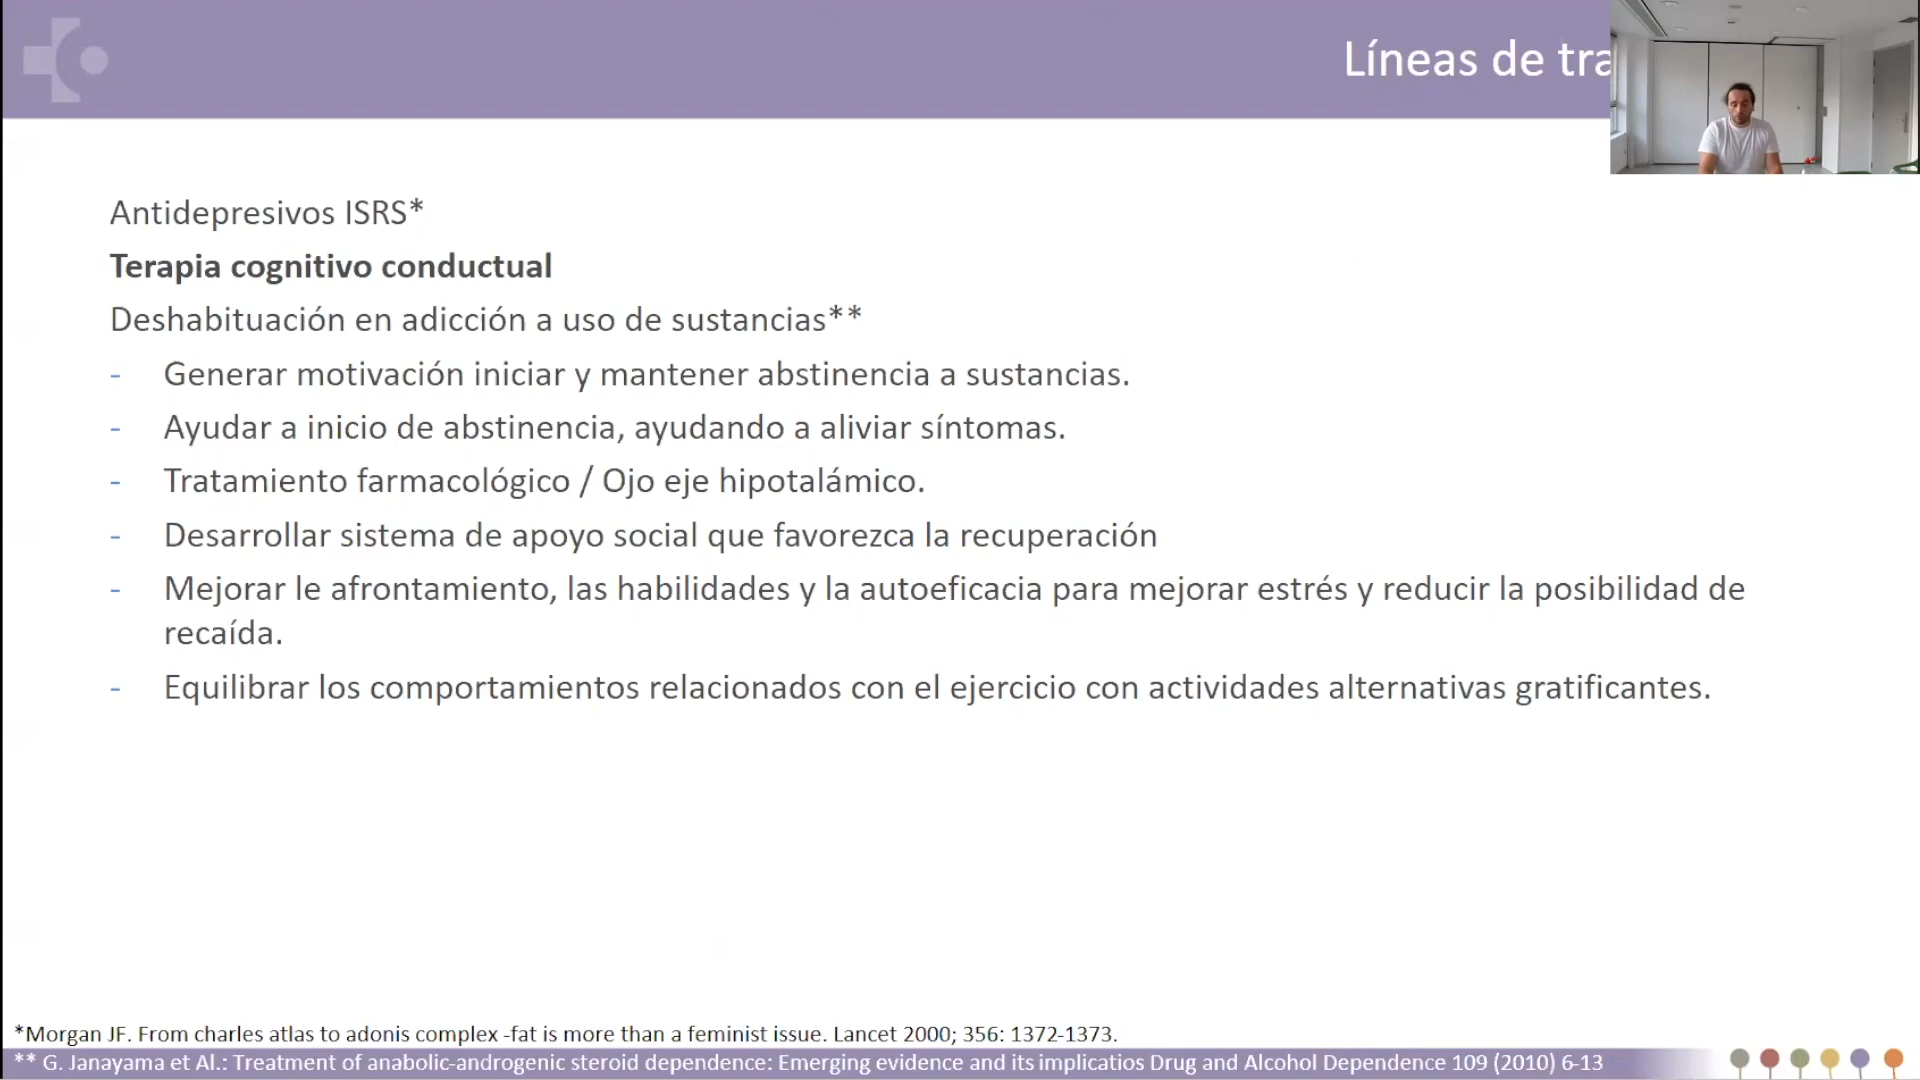 Líneas de tra
Antidepresivos ISRS*
Terapia cognitivo conductual
Deshabituación en adicción a uso de sustancias**
- Generar motivación iniciar y mantener abstinencia a sustancias.
- Ayudar a inicio de abstinencia, ayudando a aliviar síntomas.
- Tratamiento farmacológico / Ojo eje hipotalámico.
- Desarrollar sistema de apoyo social que favorezca la recuperación
- Mejorar le afrontamiento, las habilidades y la autoeficacia para mejorar estrés y reducir la posibilidad de
recaída.
- Equilibrar los comportamientos relacionados con el ejercicio con actividades alternativas gratificantes.
*Morgan JF. From charles atlas to adonis complex -fat is more than a feminist issue. Lancet 2000; 356: 1372-1373.
** G. Janayama et Al.: Treatment of anabolic-androgenic steroid dependence: Emerging evidence and its implicatios Drug and Alcohol Dependence 109 (2010) 6-13